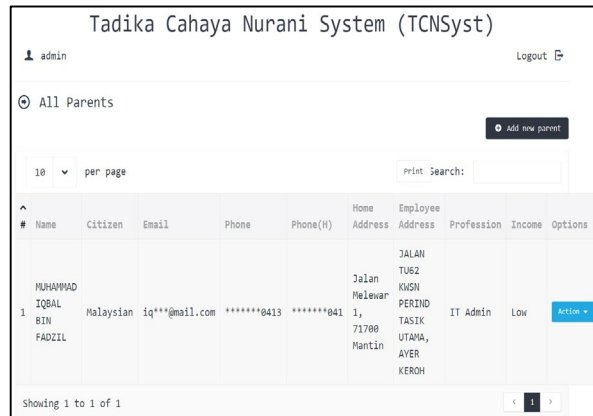 Tadika Cahaya Nurani System (TCNSyst)
admin
Logout
All Parents
Add new parent
10 per page
Print Search:
# Name Citizen Email Phone Phone(H) Home Address Employee Address Profession Income Options
1 MUHAMMAD IQBAL BIN FADZIL Malaysian iq***@mail.com *******0413 *******041 Jalan Melewar 1, 71700 Mantin JALAN TU62 KWSN PERIND TASIK UTAMA, AYER KEROH IT Admin Low Action
Showing 1 to 1 of 1
< 1 >